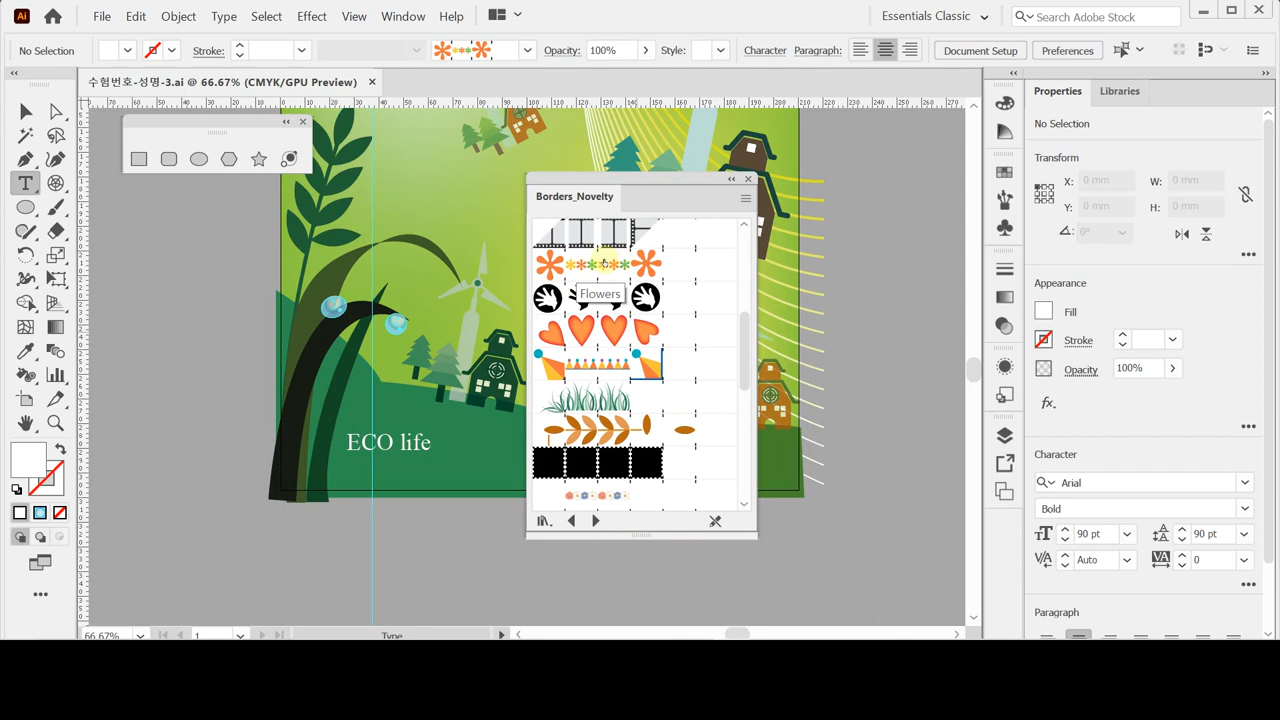 Ai File Edit Object Type Select Effect View Window Help Essentials Classic Search Adobe Stock
No Selection Stroke: Opacity: 100% Style: Character Paragraph: Document Setup Preferences
수험번호-성명-3.ai @ 66.67% (CMYK/GPU Preview)
Borders_Novelty
Flowers
ECO life
66.67% 1 Type
Properties Libraries
No Selection
Transform
X: 0 mm W: 0 mm
Y: 0 mm H: 0 mm
0°
Appearance
Fill
Stroke
Opacity 100%
fx.
Character
Arial
Bold
90 pt 90 pt
Auto 0
Paragraph